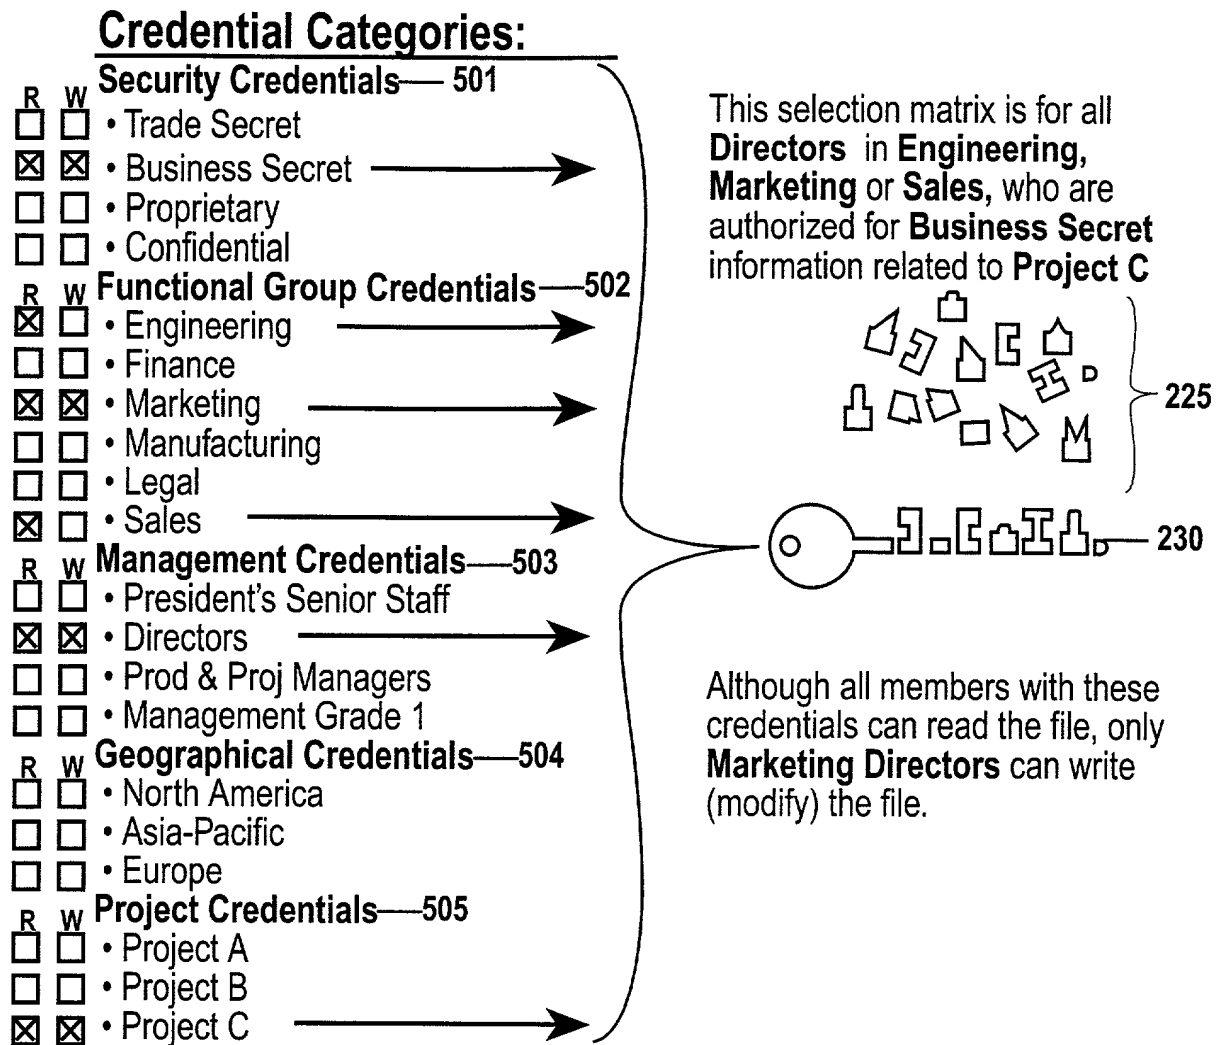 Credential Categories:
Security Credentials 501
R W
• Trade Secret
• Business Secret
• Proprietary
• Confidential
Functional Group Credentials 502
R W
• Engineering
• Finance
• Marketing
• Manufacturing
• Legal
• Sales
Management Credentials 503
R W
• President's Senior Staff
• Directors
• Prod & Proj Managers
• Management Grade 1
Geographical Credentials 504
R W
• North America
• Asia-Pacific
• Europe
Project Credentials 505
R W
• Project A
• Project B
• Project C
This selection matrix is for all
Directors in Engineering,
Marketing or Sales, who are
authorized for Business Secret
information related to Project C
225
230
Although all members with these
credentials can read the file, only
Marketing Directors can write
(modify) the file.